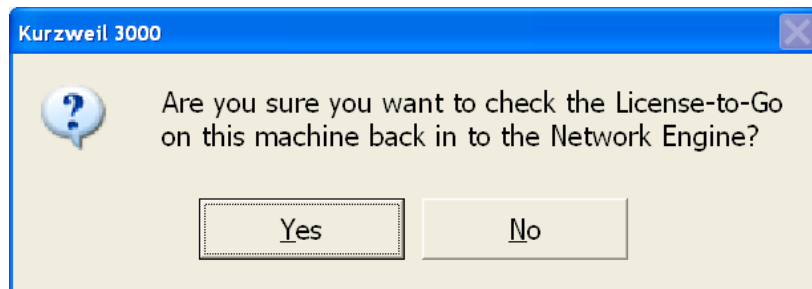 Kurzweil 3000
Are you sure you want to check the License-to-Go
on this machine back in to the Network Engine?
Yes
No